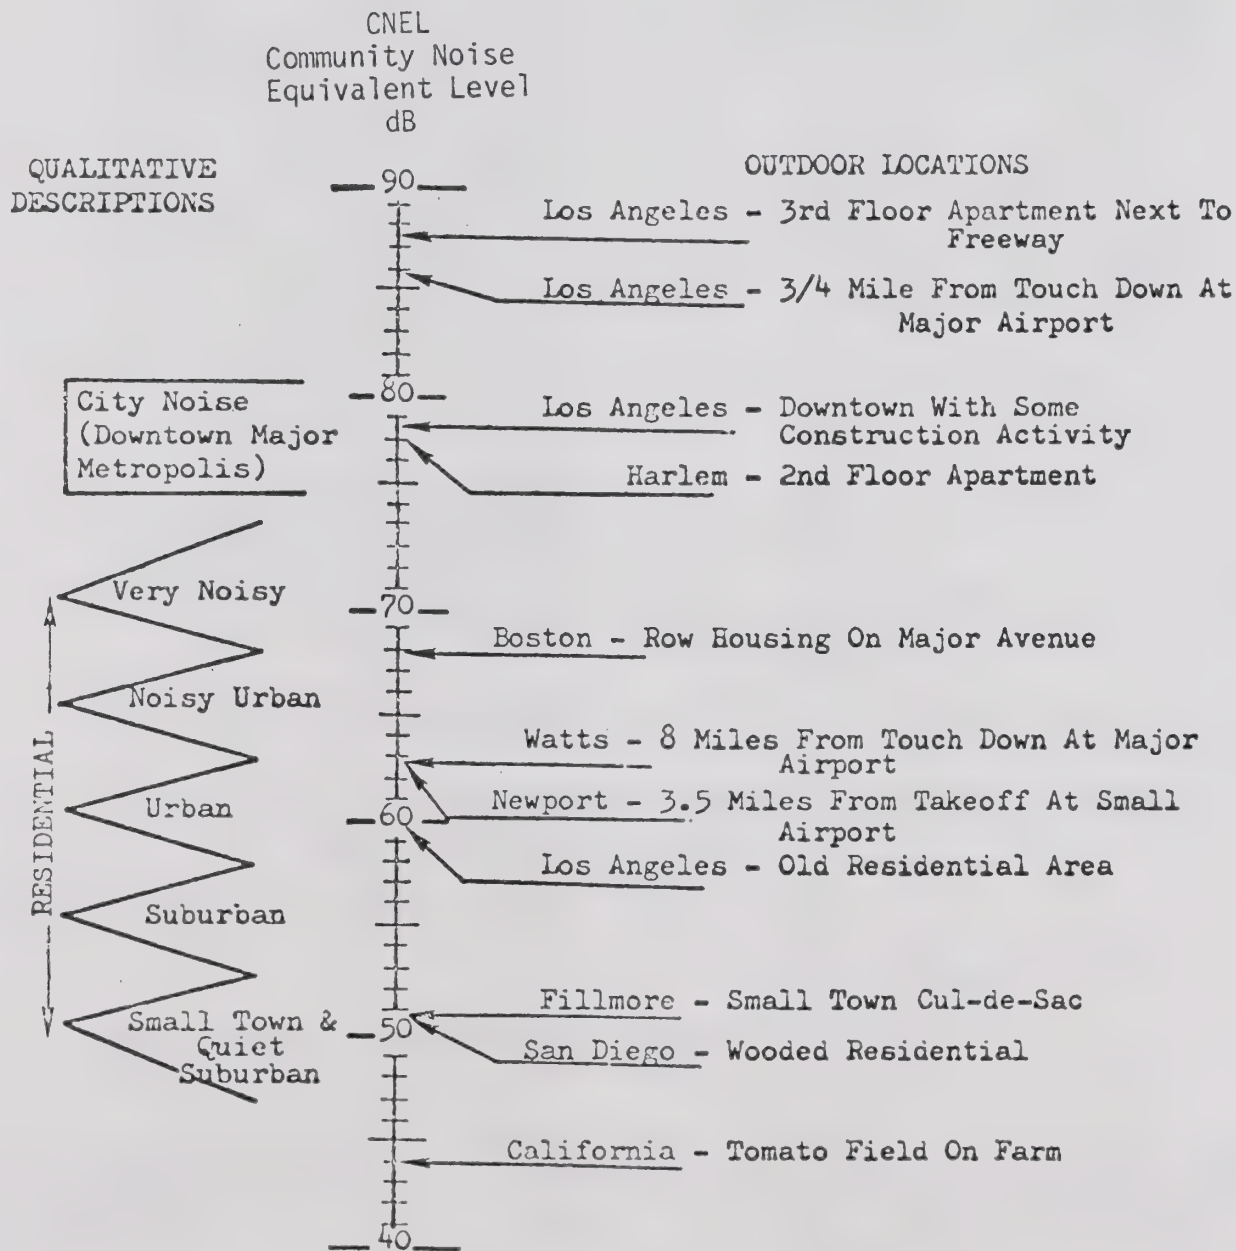 CNEL
Community Noise
Equivalent Level
dB
QUALITATIVE
DESCRIPTIONS
OUTDOOR LOCATIONS
90
Los Angeles - 3rd Floor Apartment Next To
Freeway
Los Angeles - 3/4 Mile From Touch Down At
Major Airport
80
City Noise
(Downtown Major
Metropolis)
Los Angeles - Downtown With Some
Construction Activity
Harlem - 2nd Floor Apartment
RESIDENTIAL
Very Noisy
70
Boston - Row Housing On Major Avenue
Noisy Urban
Watts - 8 Miles From Touch Down At Major
Airport
Urban
60
Newport - 3.5 Miles From Takeoff At Small
Airport
Los Angeles - Old Residential Area
Suburban
Fillmore - Small Town Cul-de-Sac
Small Town &
Quiet
Suburban
50
San Diego - Wooded Residential
California - Tomato Field On Farm
40